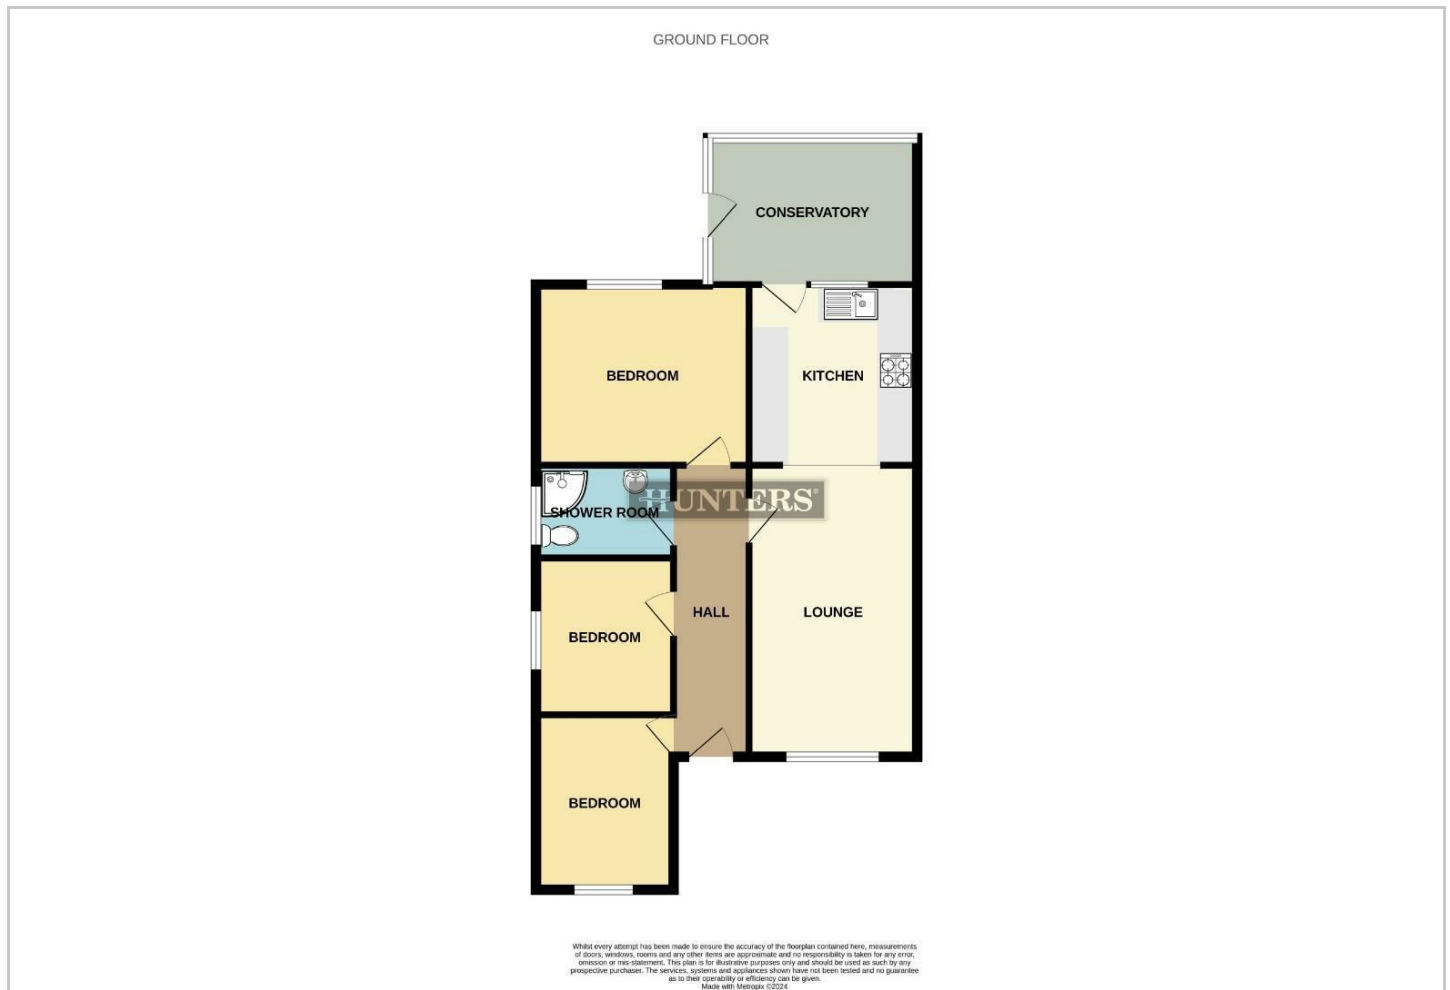 GROUND FLOOR
CONSERVATORY
BEDROOM
KITCHEN
HUNTERS®
SHOWER ROOM
HALL
LOUNGE
BEDROOM
BEDROOM
Whilst every attempt has been made to ensure the accuracy of the floorplan contained here, measurements
of doors, windows, rooms and any other items are approximate and no responsibility is taken for any error,
omission or mis-statement. This plan is for illustrative purposes only and should be used as such by any
prospective purchaser. The services, systems and appliances shown have not been tested and no guarantee
as to their operability or efficiency can be given.
Made with Metropix ©2024